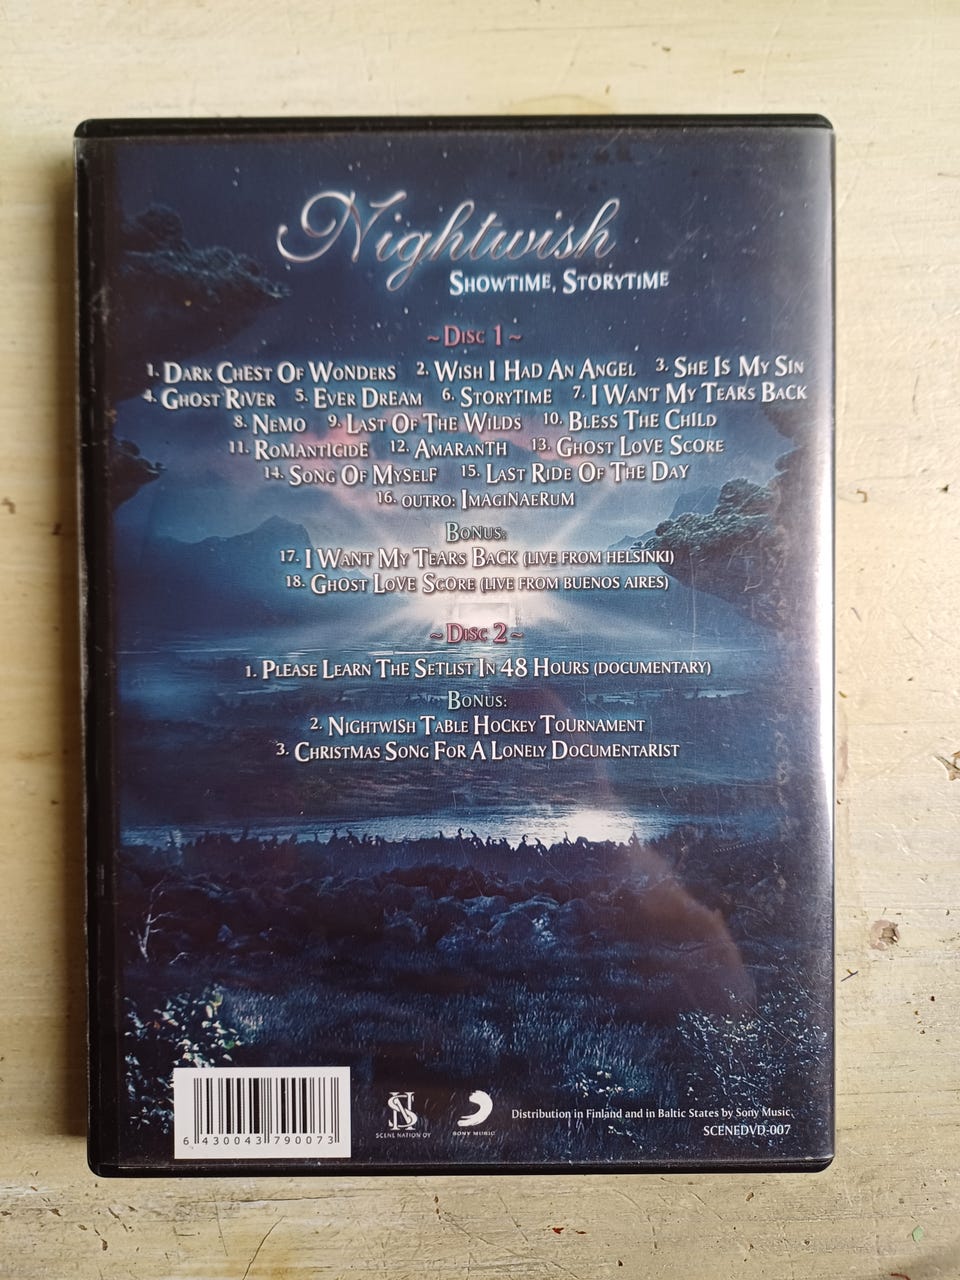 Nightwish
Showtime, Storytime
~ Disc 1 ~
1. Dark Chest Of Wonders 2. Wish I Had An Angel 3. She Is My Sin
4. Ghost River 5. Ever Dream 6. Storytime 7. I Want My Tears Back
8. Nemo 9. Last Of The Wilds 10. Bless The Child
11. Romanticide 12. Amaranth 13. Ghost Love Score
14. Song Of Myself 15. Last Ride Of The Day
16. outro: Imaginaerum
Bonus:
17. I Want My Tears Back (live from Helsinki)
18. Ghost Love Score (live from Buenos Aires)
~ Disc 2 ~
1. Please Learn The Setlist In 48 Hours (documentary)
Bonus:
2. Nightwish Table Hockey Tournament
3. Christmas Song For A Lonely Documentarist
6 430043 790073
SCENE NATION OY
SONY MUSIC
Distribution in Finland and in Baltic States by Sony Music
SCENEDVD-007